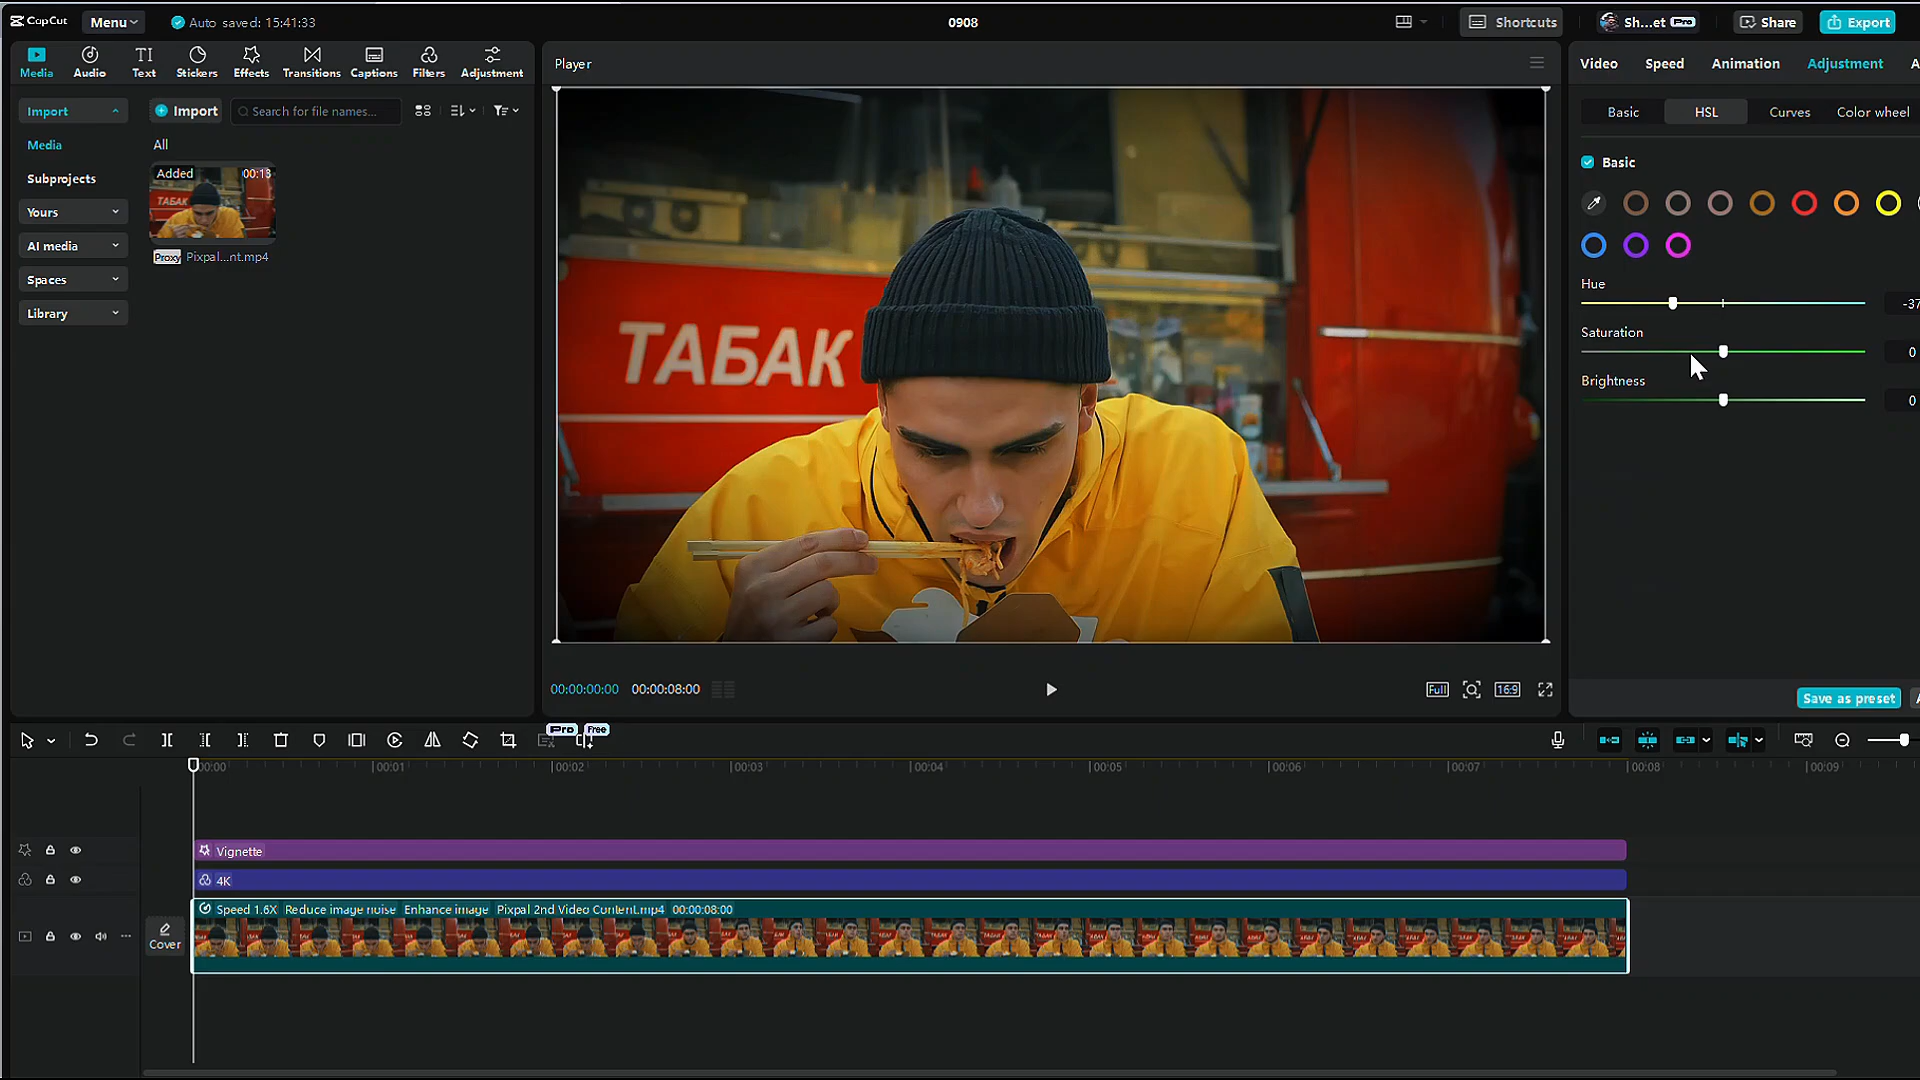 CapCut Menu Auto saved: 15:41:33 0908 Shortcuts Sh...et Pro Share Export
Media Audio Text Stickers Effects Transitions Captions Filters Adjustment
Import
Media
Subprojects
Yours
AI media
Spaces
Library
Import Search for file names...
All
Added 00:13
ТАБАК
Proxy Pixpal...nt.mp4
Player
ТАБАК
00:00:00:00 00:00:08:00
Full 16:9
Video Speed Animation Adjustment A
Basic HSL Curves Color wheel
Basic
Hue
-37
Saturation
0
Brightness
0
Save as preset
Pro Free
00:00 00:01 00:02 00:03 00:04 00:05 00:06 00:07 00:08 00:09
Vignette
4K
Cover
Speed 1.6X Reduce image noise Enhance image Pixpal 2nd Video Content.mp4 00:00:08:00